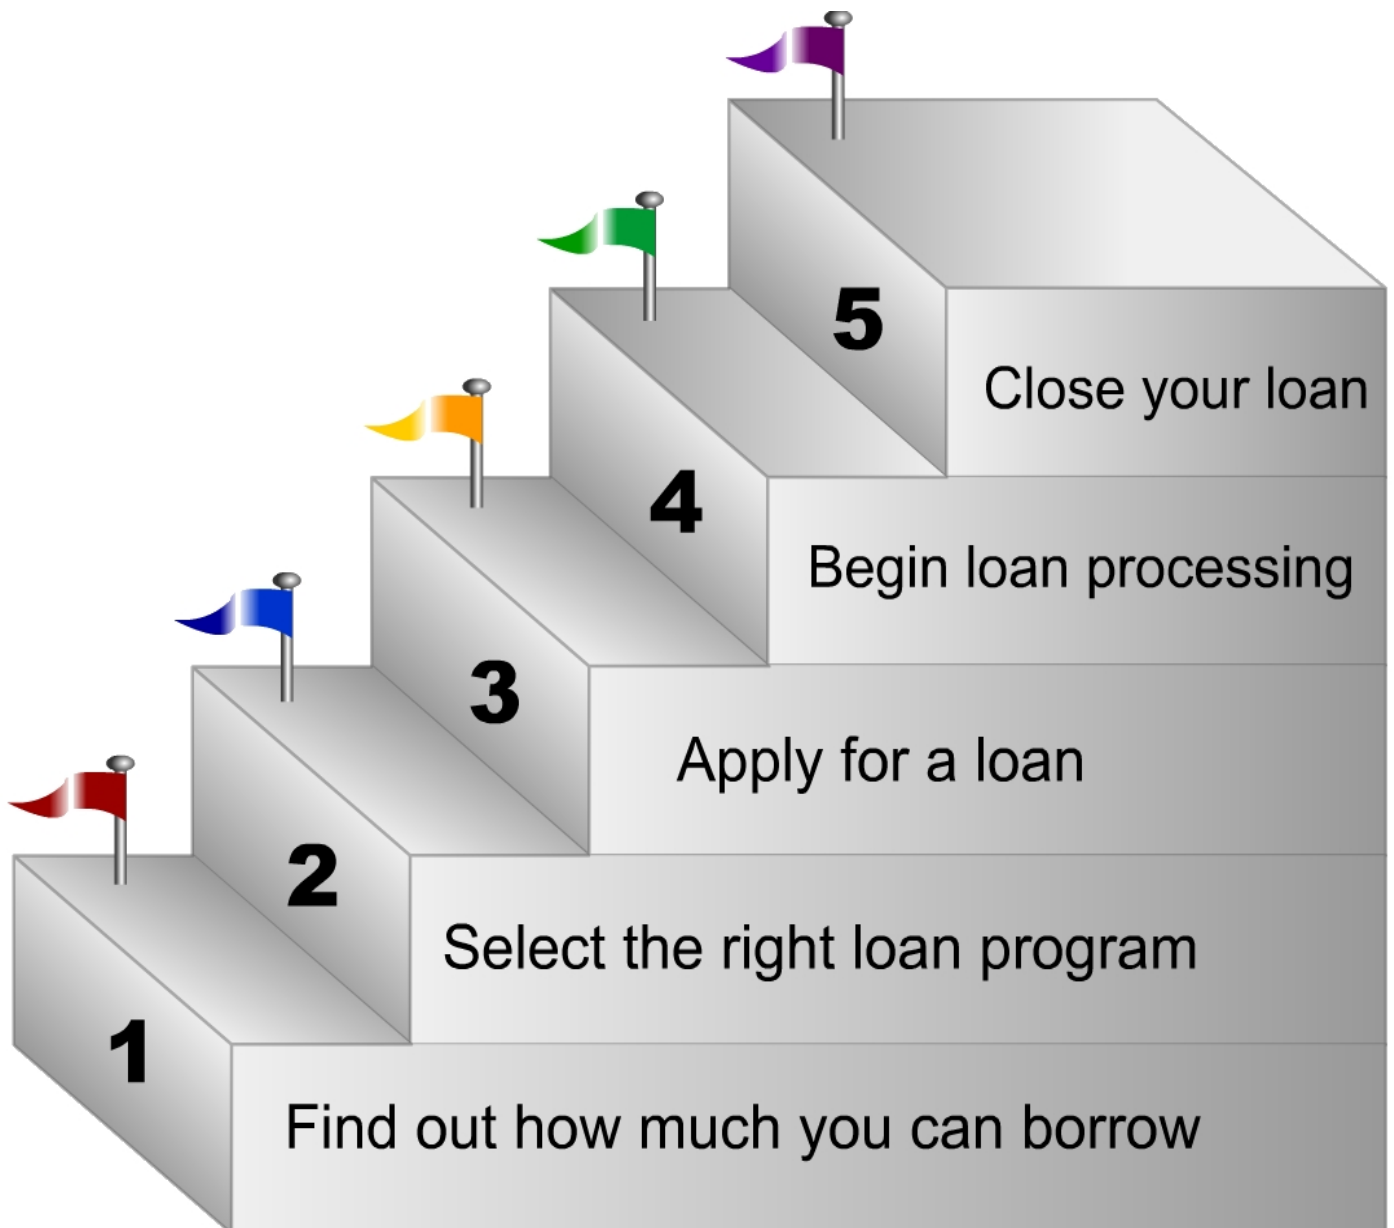 5
Close your loan
4
Begin loan processing
3
Apply for a loan
2
Select the right loan program
1
Find out how much you can borrow